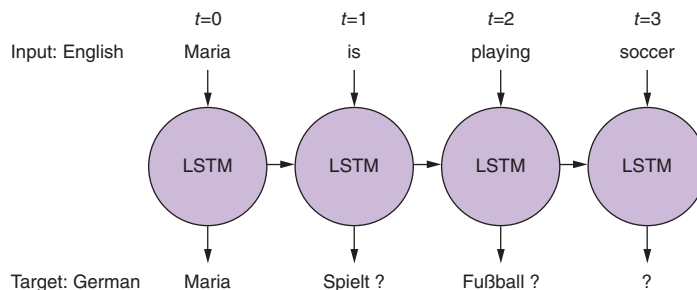 t=0 t=1 t=2 t=3
Input: English Maria is playing soccer
LSTM LSTM LSTM LSTM
Target: German Maria Spielt ? Fußball ? ?